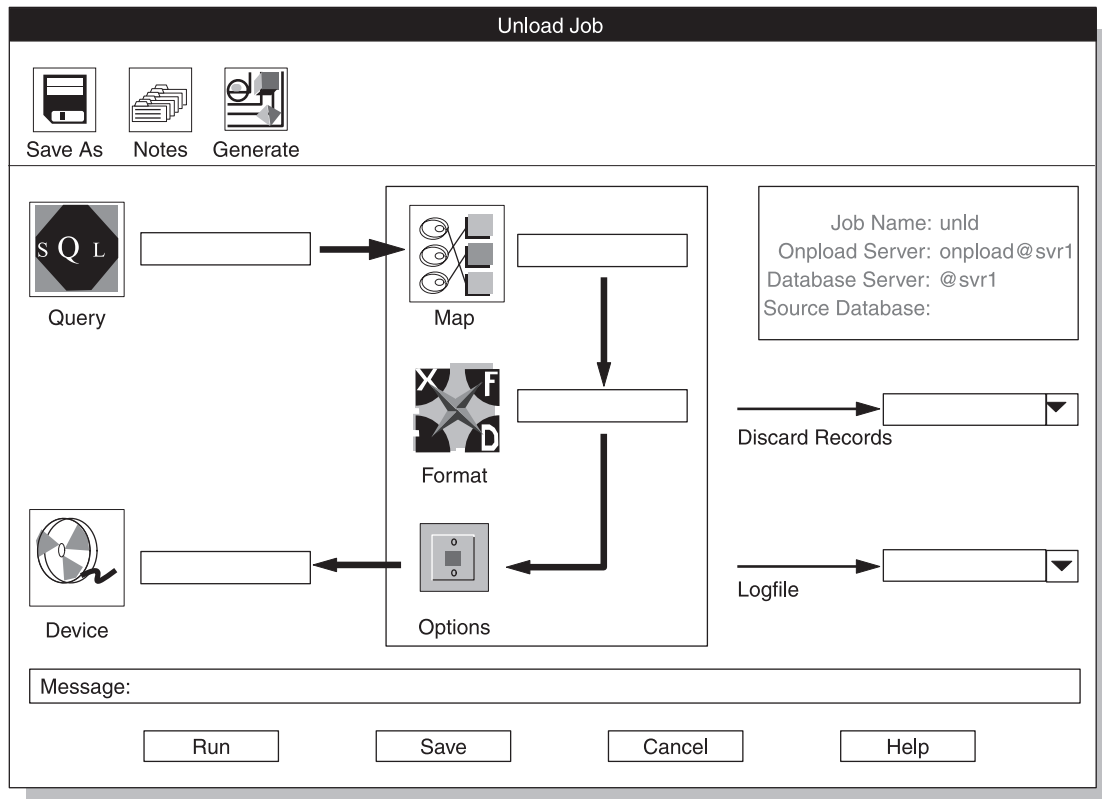 Unload Job
Save As
Notes
Generate
S Q L
Query
Map
Job Name: unld
Onpload Server: onpload@svr1
Database Server: @svr1
Source Database:
X F
D
Format
Discard Records
Device
Options
Logfile
Message:
Run
Save
Cancel
Help